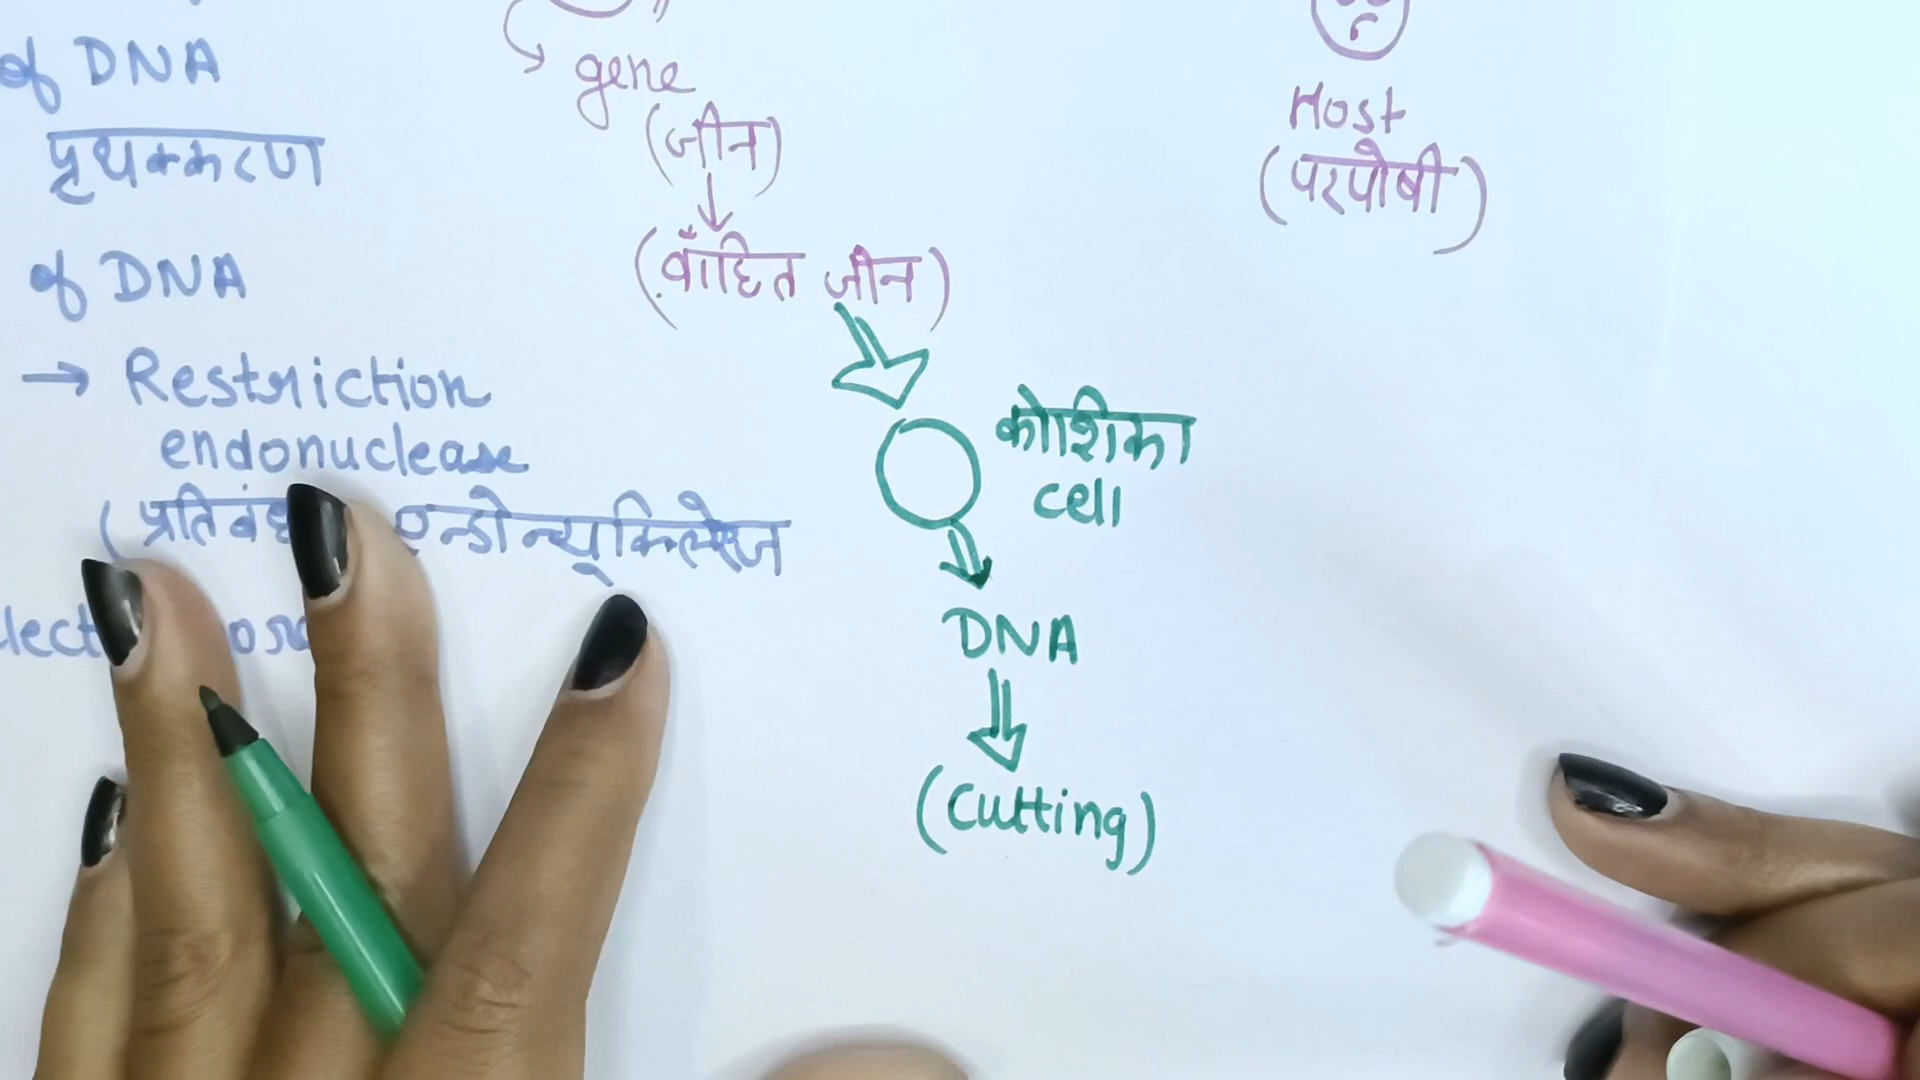 of DNA
पृथक्करण
of DNA
→ Restriction
endonuclease
gene
(जीन)
↓
(वाँहित जीन)
कोशिका
cell
DNA
(Cutting)
Host
(परपोषी)